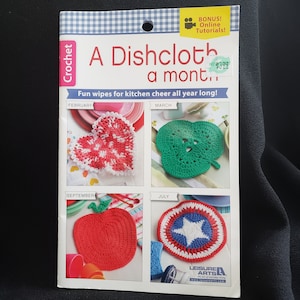 Crochet
BONUS!
Online
Tutorials!
A Dishcloth
a month
Fun wipes for kitchen cheer all year long!
FEBRUARY
MARCH
SEPTEMBER
JULY
LEISURE
ARTS